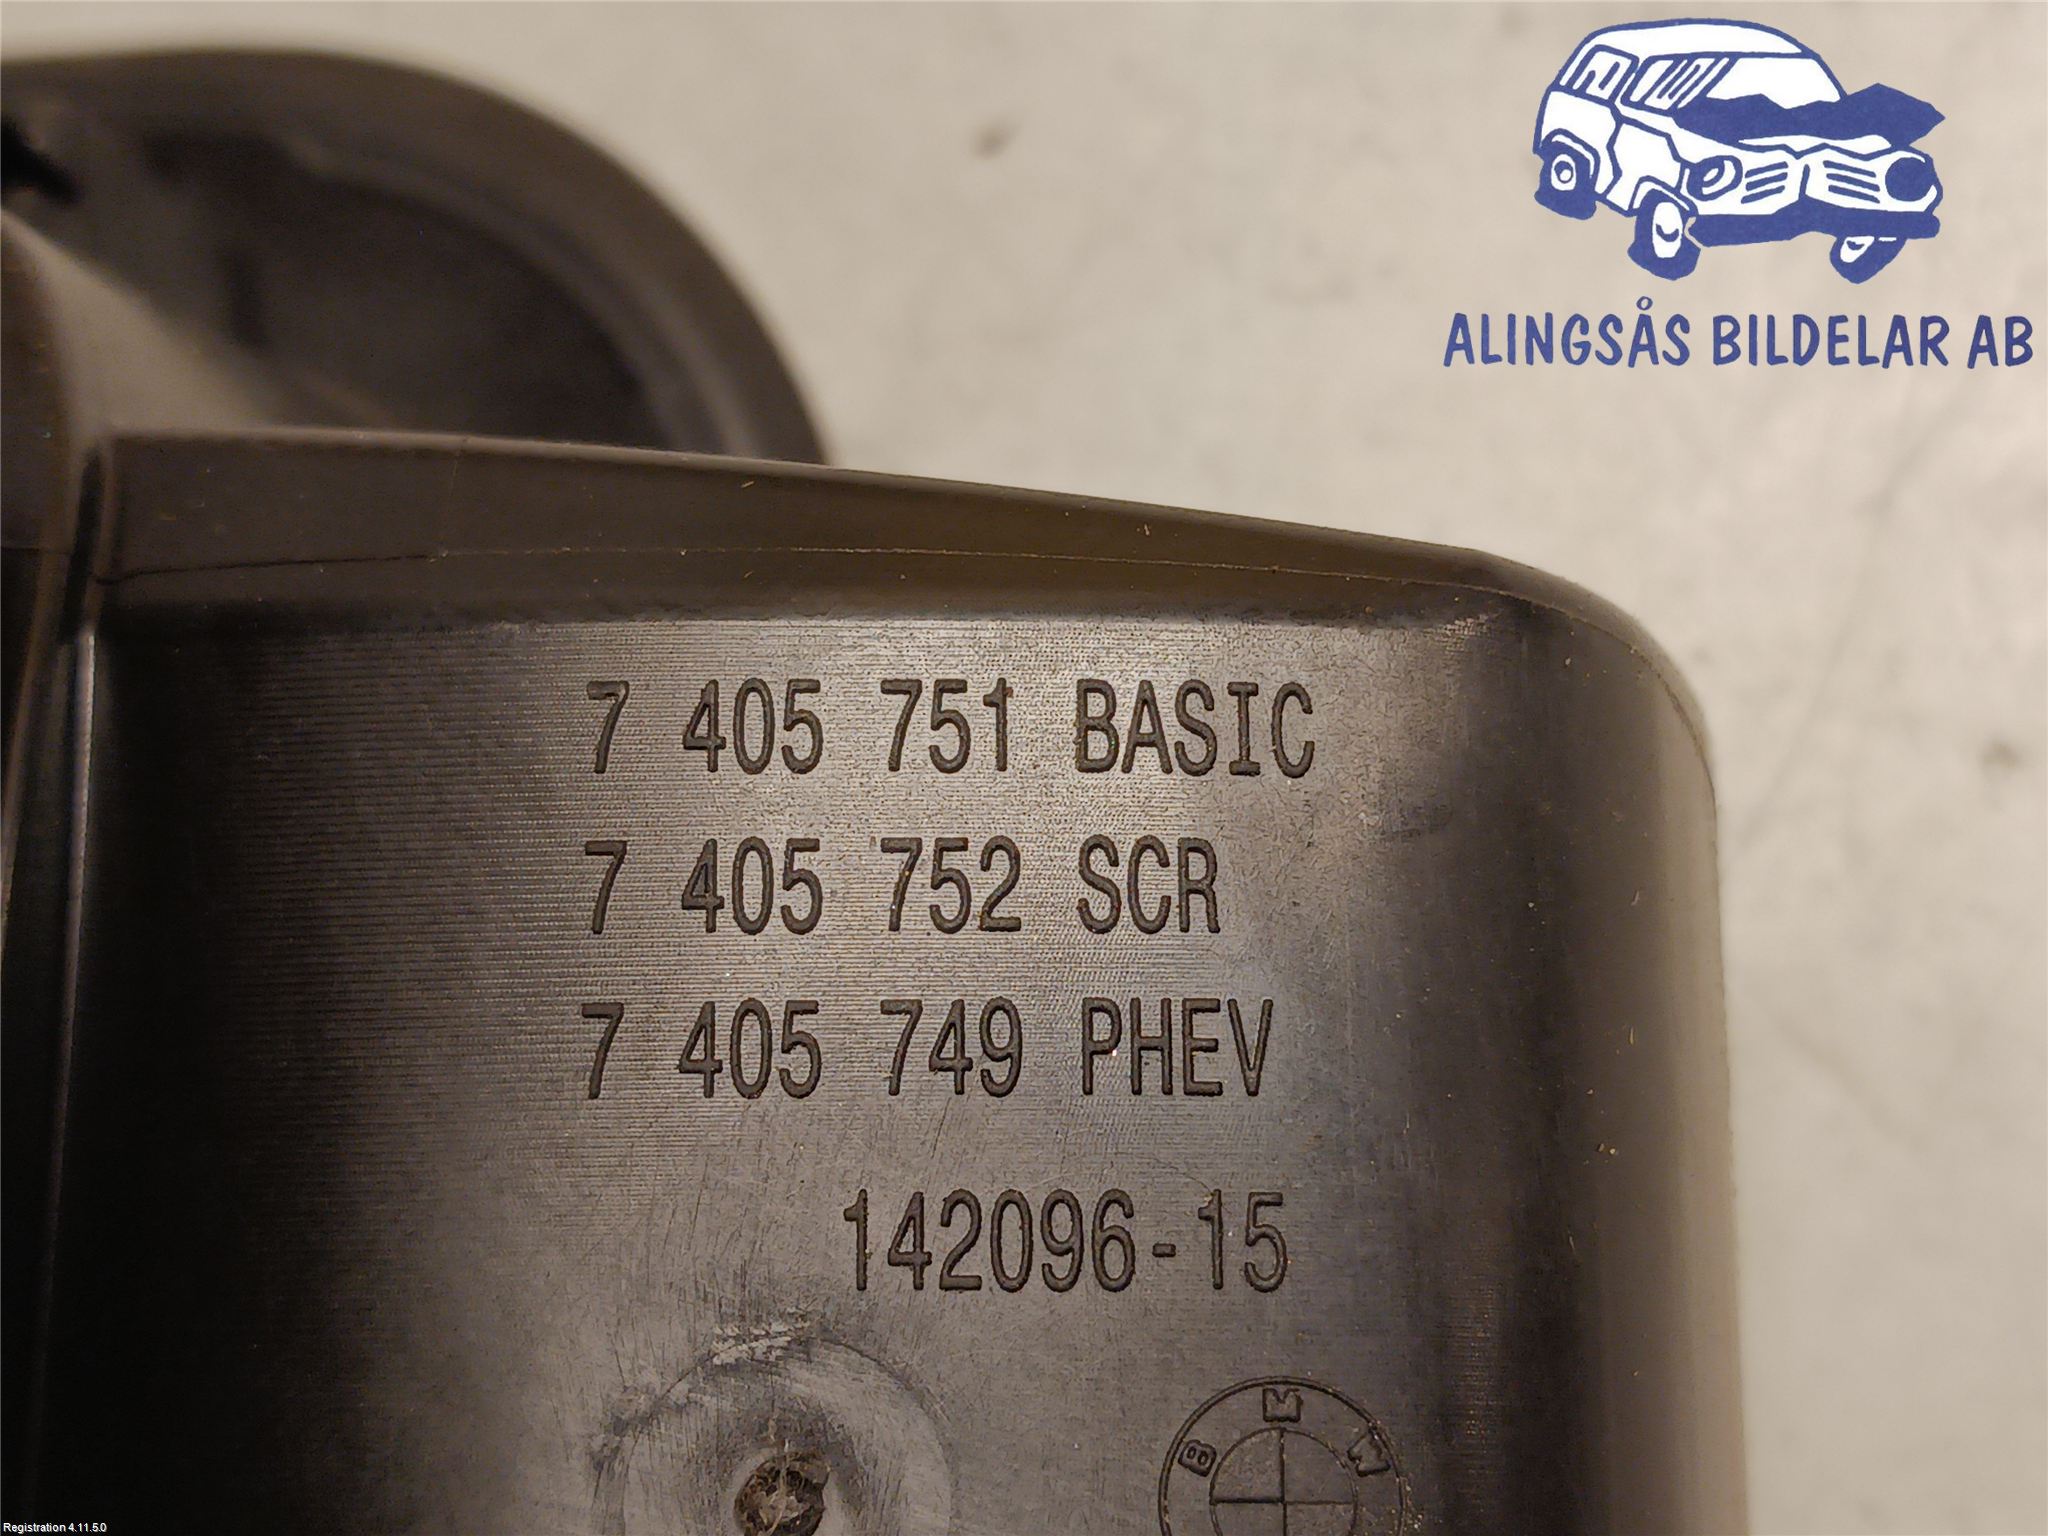 ALINGSÅS BILDELAR AB
7 405 751 BASIC
7 405 752 SCR
7 405 749 PHEV
142096-15
BMW
Registration 4.11.5.0